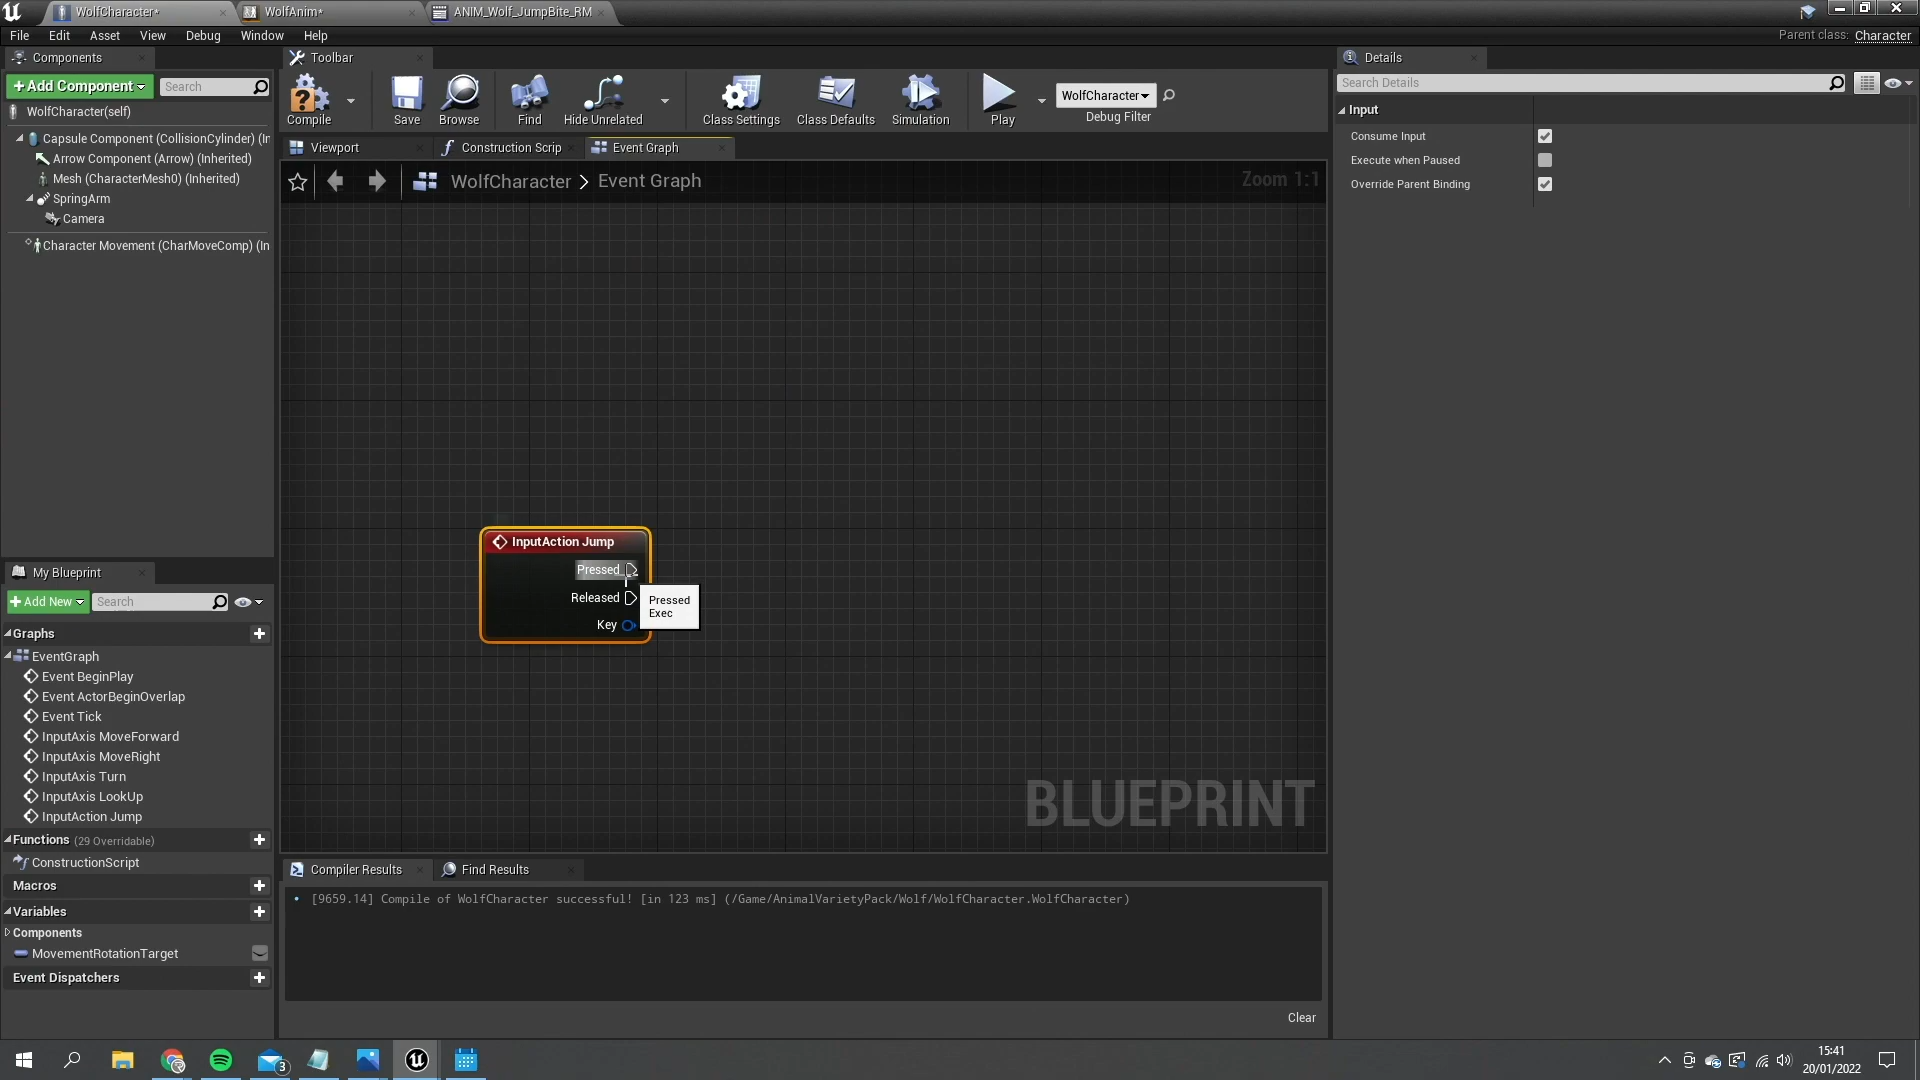 WolfCharacter*
WolfAnim*
ANIM_Wolf_JumpBite_RM
File Edit Asset View Debug Window Help
Parent class: Character
Components
+Add Component
Search
WolfCharacter(self)
Capsule Component (CollisionCylinder) (In
Arrow Component (Arrow) (Inherited)
Mesh (CharacterMesh0) (Inherited)
SpringArm
Camera
Character Movement (CharMoveComp) (In
Toolbar
Compile
Save
Browse
Find
Hide Unrelated
Class Settings
Class Defaults
Simulation
Play
WolfCharacter
Debug Filter
Viewport
Construction Scrip
Event Graph
WolfCharacter > Event Graph
Zoom 1:1
InputAction Jump
Pressed
Released
Key
Pressed
Exec
BLUEPRINT
My Blueprint
+Add New
Search
Graphs
EventGraph
Event BeginPlay
Event ActorBeginOverlap
Event Tick
InputAxis MoveForward
InputAxis MoveRight
InputAxis Turn
InputAxis LookUp
InputAction Jump
Functions (29 Overridable)
ConstructionScript
Macros
Variables
Components
MovementRotationTarget
Event Dispatchers
Compiler Results
Find Results
[9659.14] Compile of WolfCharacter successful! [in 123 ms] (/Game/AnimalVarietyPack/Wolf/WolfCharacter.WolfCharacter)
Clear
Details
Search Details
Input
Consume Input
Execute when Paused
Override Parent Binding
3
15:41
20/01/2022